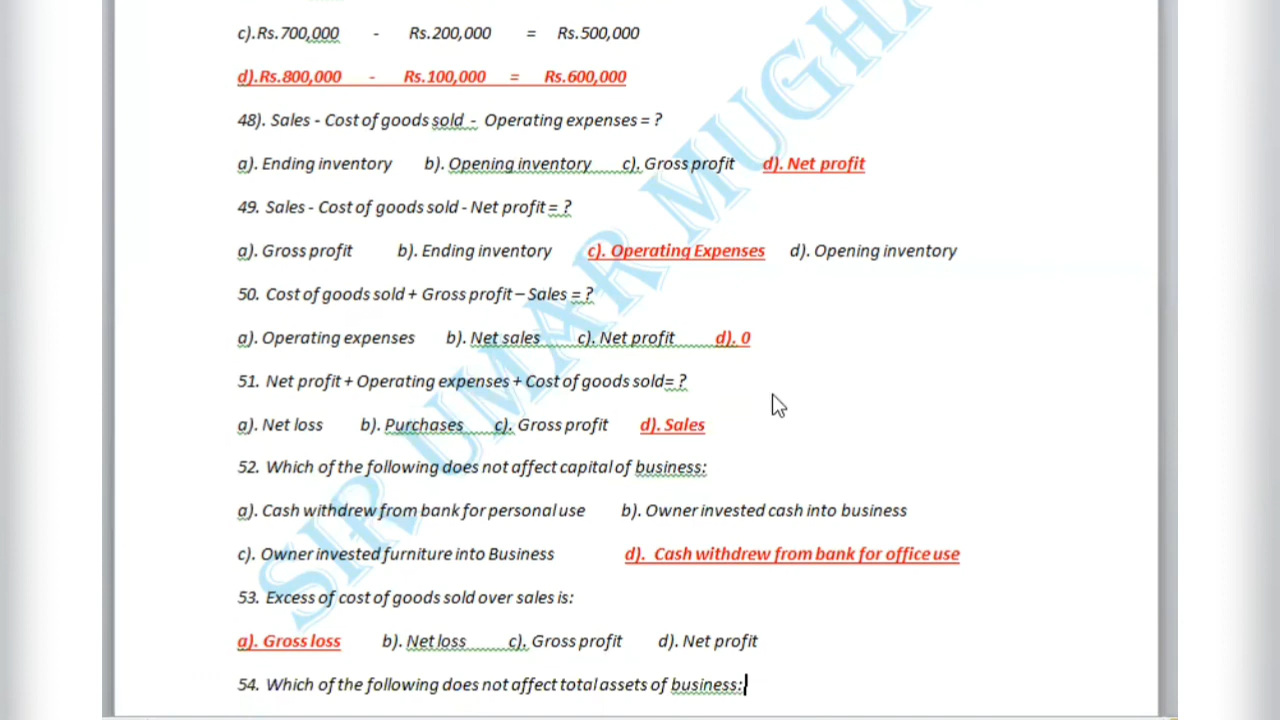 c).Rs.700,000 - Rs.200,000 = Rs.500,000
d).Rs.800,000 - Rs.100,000 = Rs.600,000
48). Sales - Cost of goods sold - Operating expenses = ?
a). Ending inventory b). Opening inventory c). Gross profit d). Net profit
49. Sales - Cost of goods sold - Net profit = ?
a). Gross profit b). Ending inventory c). Operating Expenses d). Opening inventory
50. Cost of goods sold + Gross profit – Sales = ?
a). Operating expenses b). Net sales c). Net profit d). 0
51. Net profit + Operating expenses + Cost of goods sold= ?
a). Net loss b). Purchases c). Gross profit d). Sales
52. Which of the following does not affect capital of business:
a). Cash withdrew from bank for personal use b). Owner invested cash into business
c). Owner invested furniture into Business d). Cash withdrew from bank for office use
53. Excess of cost of goods sold over sales is:
a). Gross loss b). Net loss c). Gross profit d). Net profit
54. Which of the following does not affect total assets of business:
SIR UMAR MUGH